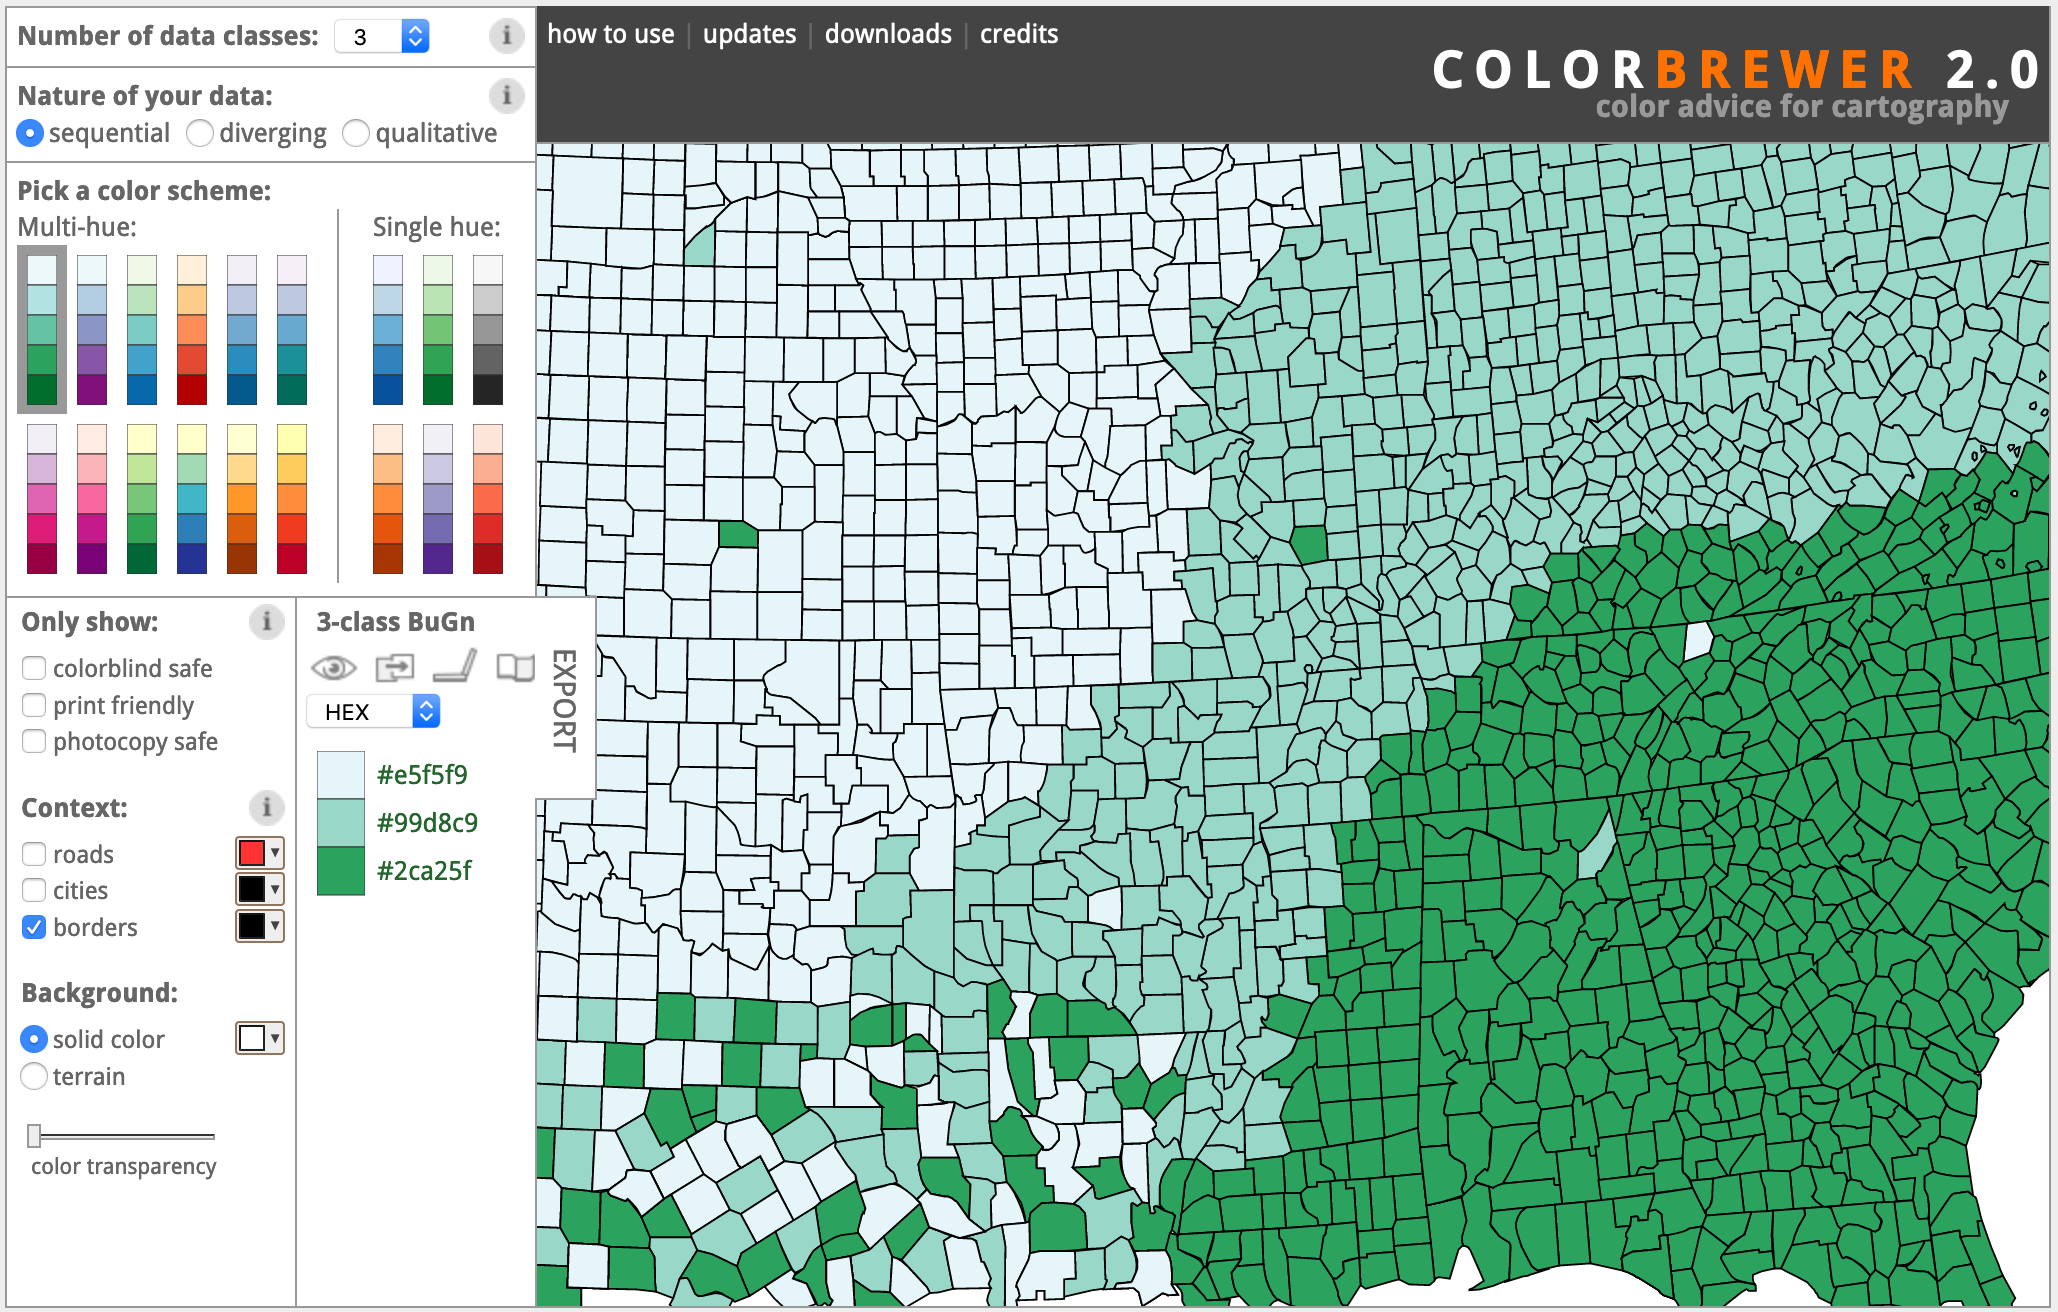 Number of data classes: 3
how to use | updates | downloads | credits
COLORBREWER 2.0
color advice for cartography
Nature of your data:
sequential diverging qualitative
Pick a color scheme:
Multi-hue: Single hue:
Only show:
colorblind safe
print friendly
photocopy safe
Context:
roads
cities
borders
Background:
solid color
terrain
color transparency
3-class BuGn
HEX
#e5f5f9
#99d8c9
#2ca25f
EXPORT